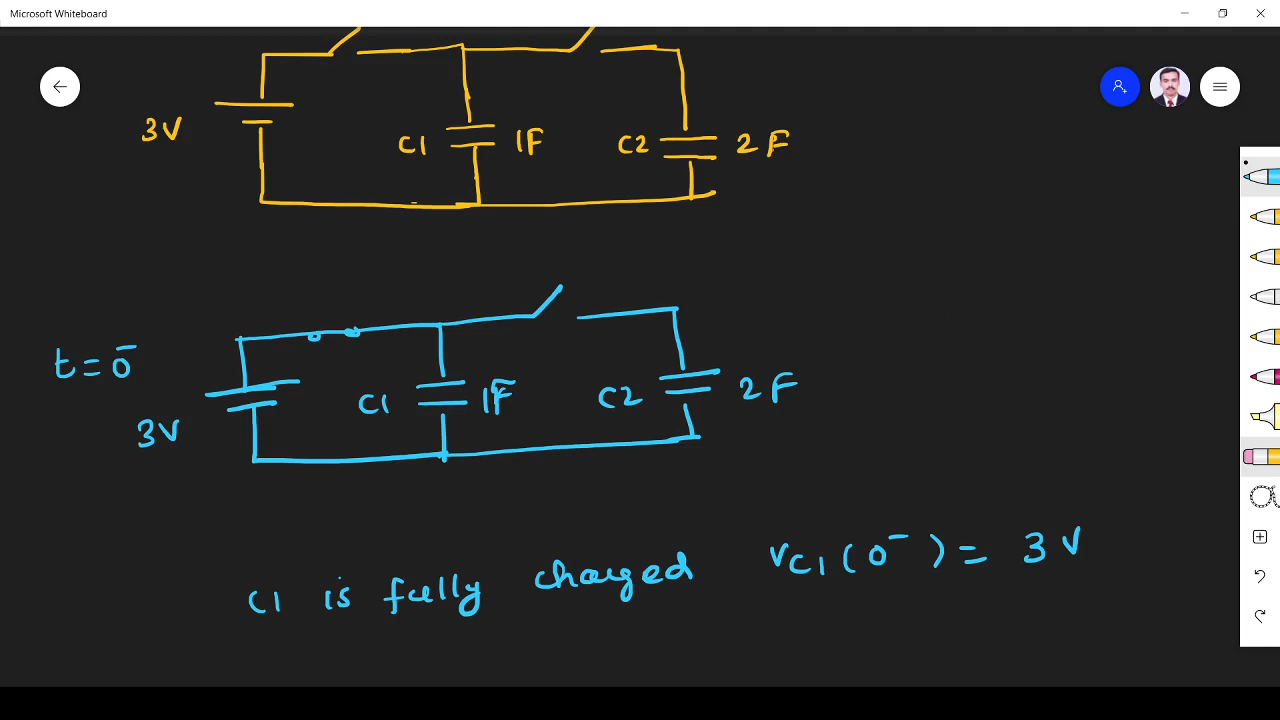 Microsoft Whiteboard
3V C1 1F C2 2F
t = 0⁻
3V C1 1F C2 2F
C1 is fully charged vC1(0⁻) = 3V